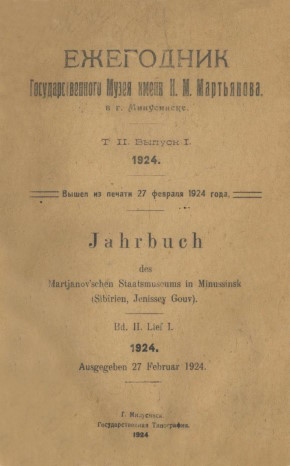 ЕЖЕГОДНИК
Государственного Музея имени Н. М. Мартьянова.
в г. Минусинске.
Т II. Выпуск I.
1924.
Вышел из печати 27 февраля 1924 года.
Jahrbuch
des
Martjanov'schen Staatsmuseums in Minussinsk
(Sibirien, Jenissey Gouv).
Bd. II. Lief I.
1924.
Ausgegeben 27 Februar 1924.
Г. Минусинск.
Государственная Типография.
1924